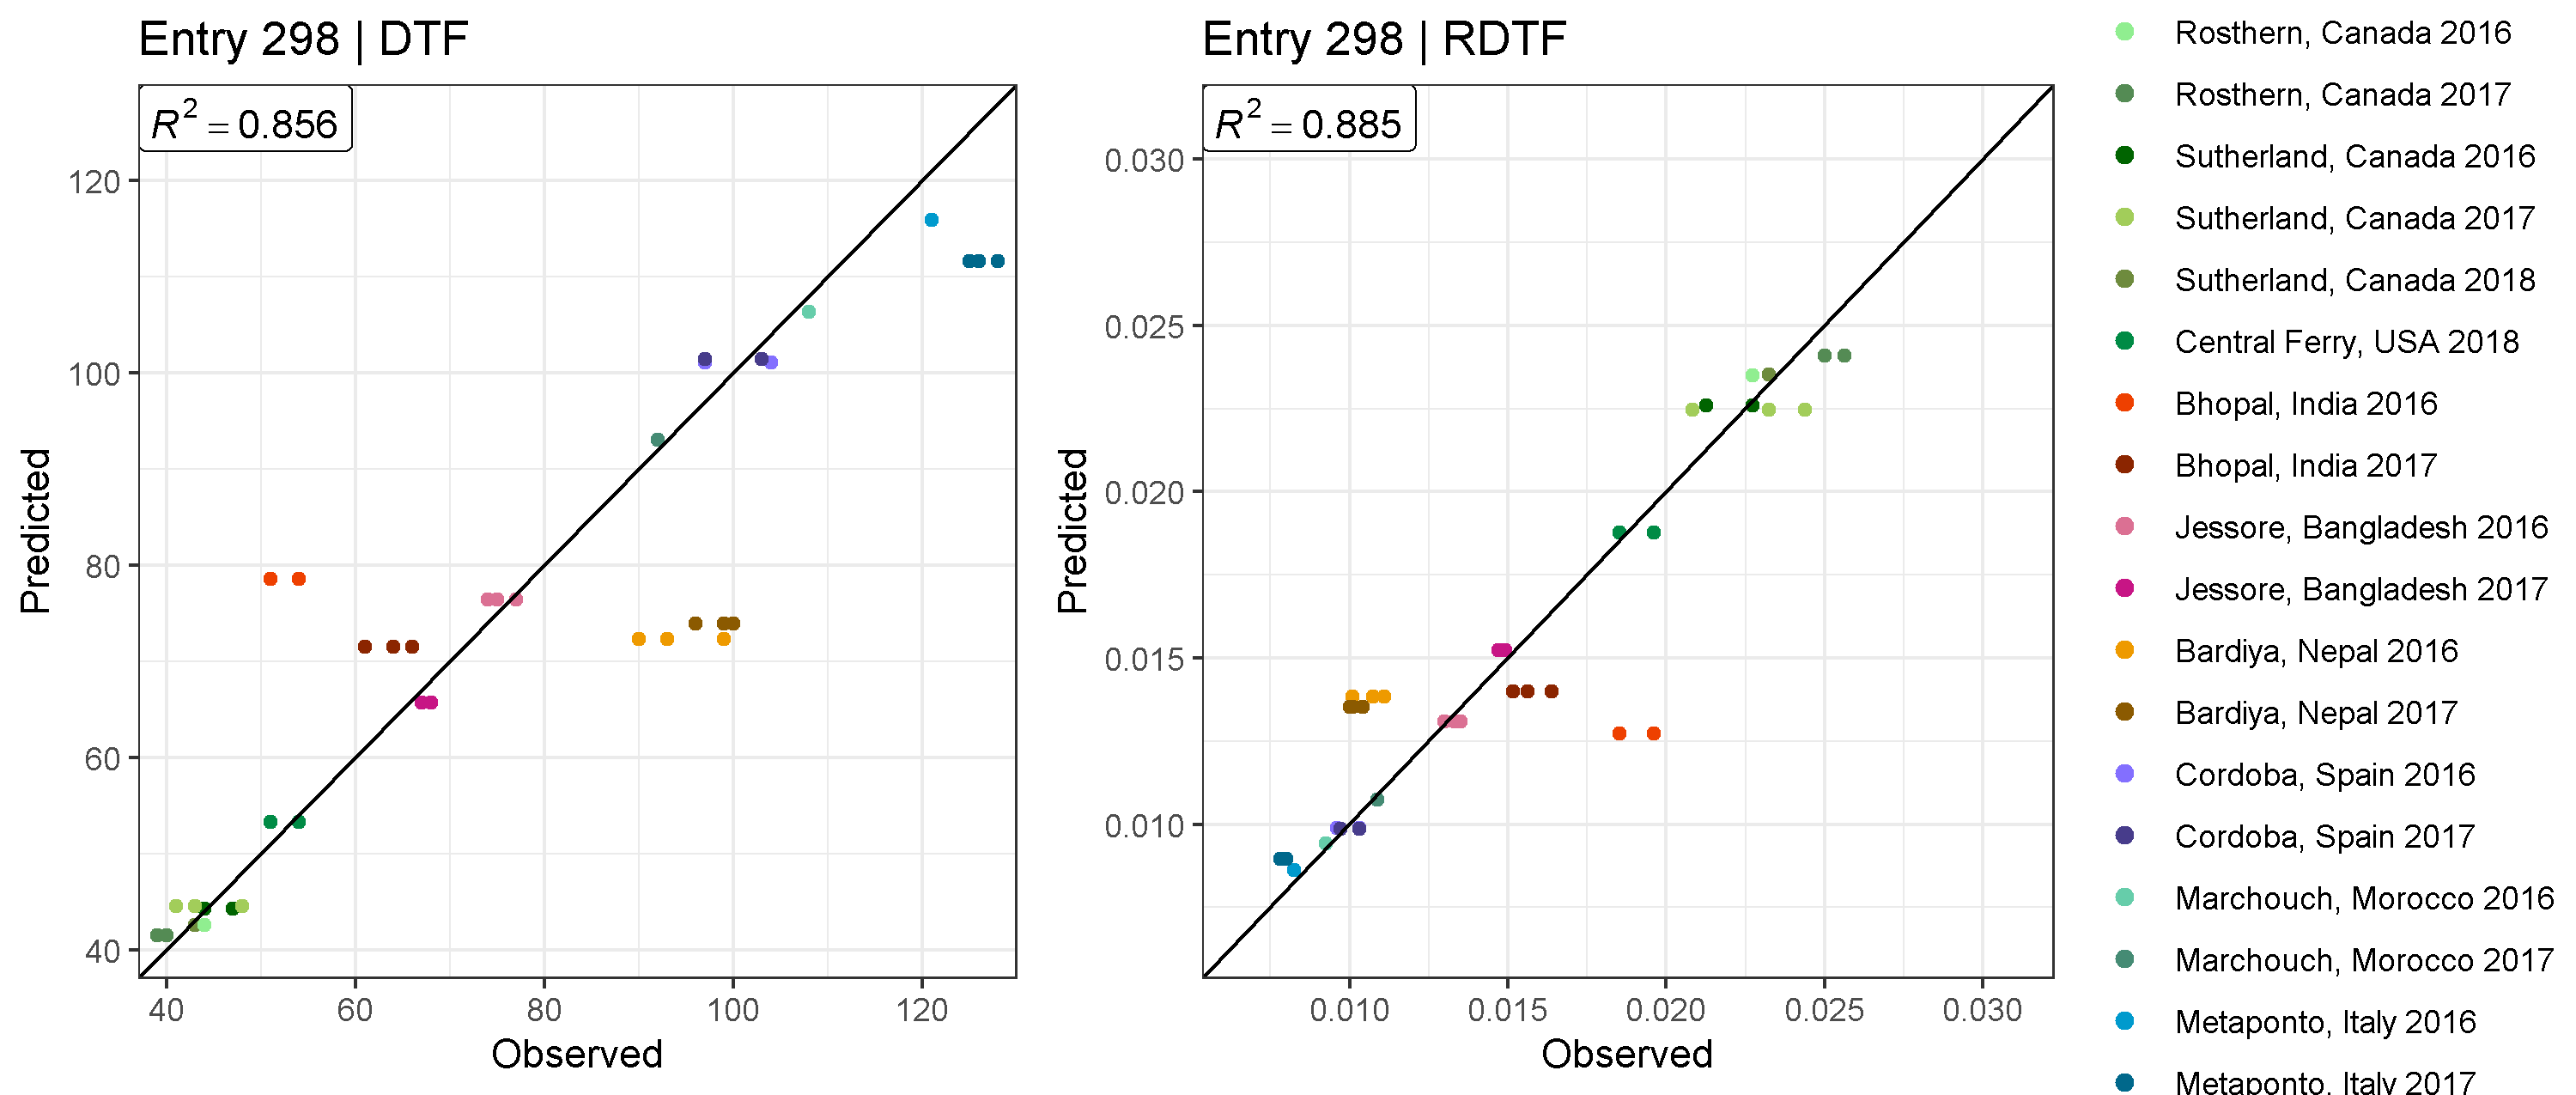 Entry 298 | DTF
R² = 0.856
120
100
80
60
40
40 60 80 100 120
Observed
Predicted
Entry 298 | RDTF
R² = 0.885
0.030
0.025
0.020
0.015
0.010
0.010 0.015 0.020 0.025 0.030
Observed
Predicted
Rosthern, Canada 2016
Rosthern, Canada 2017
Sutherland, Canada 2016
Sutherland, Canada 2017
Sutherland, Canada 2018
Central Ferry, USA 2018
Bhopal, India 2016
Bhopal, India 2017
Jessore, Bangladesh 2016
Jessore, Bangladesh 2017
Bardiya, Nepal 2016
Bardiya, Nepal 2017
Cordoba, Spain 2016
Cordoba, Spain 2017
Marchouch, Morocco 2016
Marchouch, Morocco 2017
Metaponto, Italy 2016
Metaponto, Italy 2017